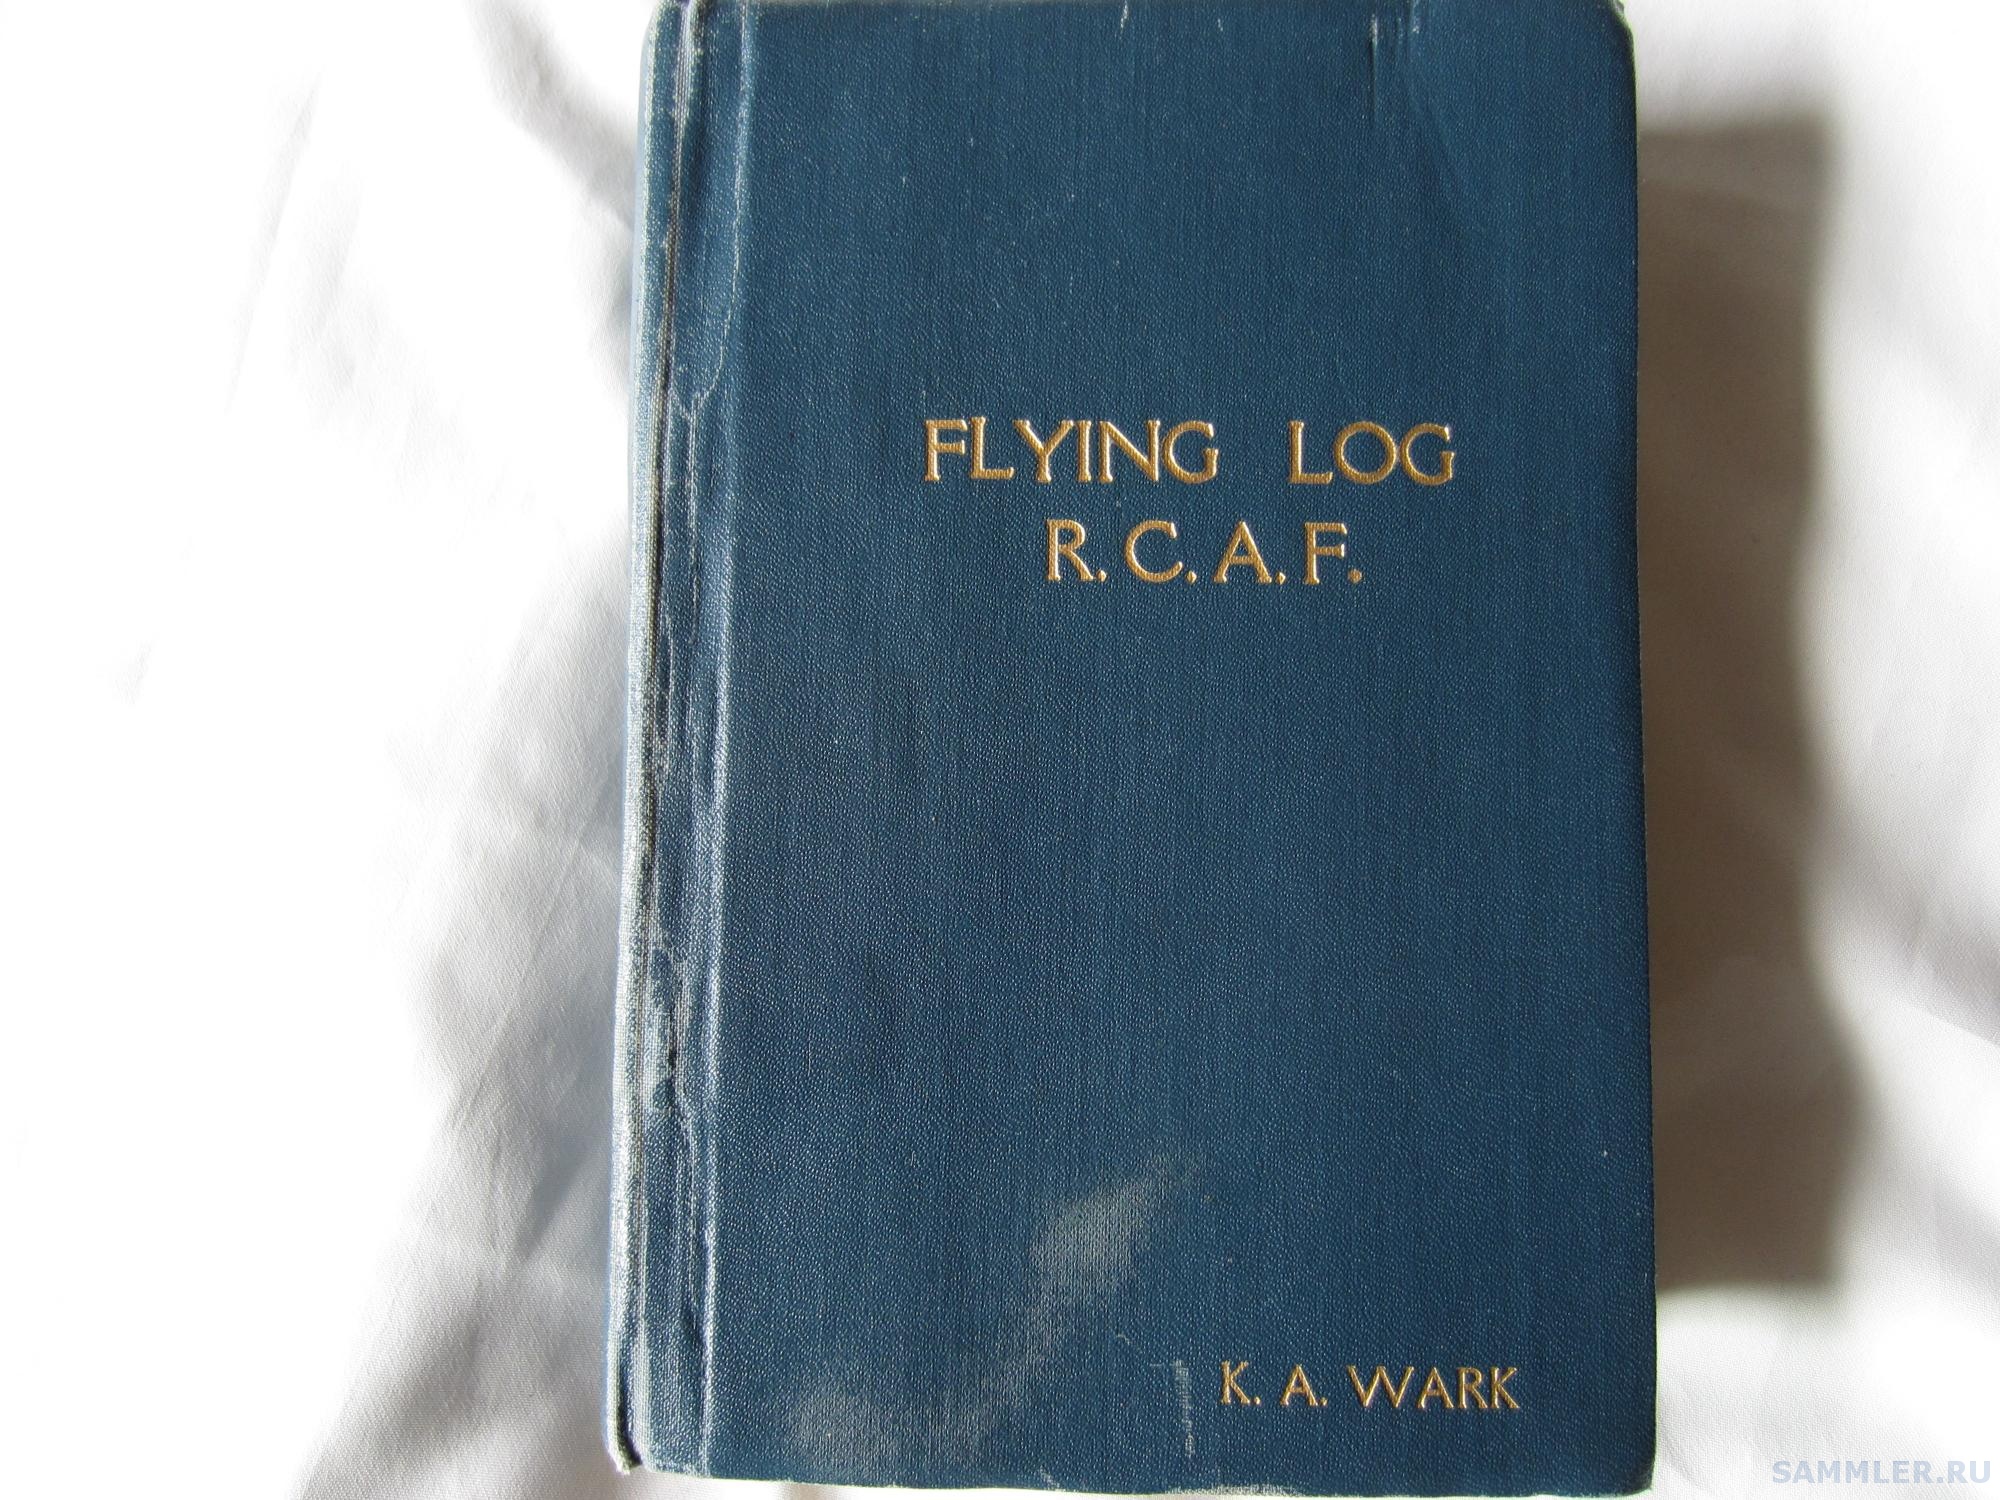 FLYING LOG
R.C.A.F.
K. A. WARK
SAMMLER.RU